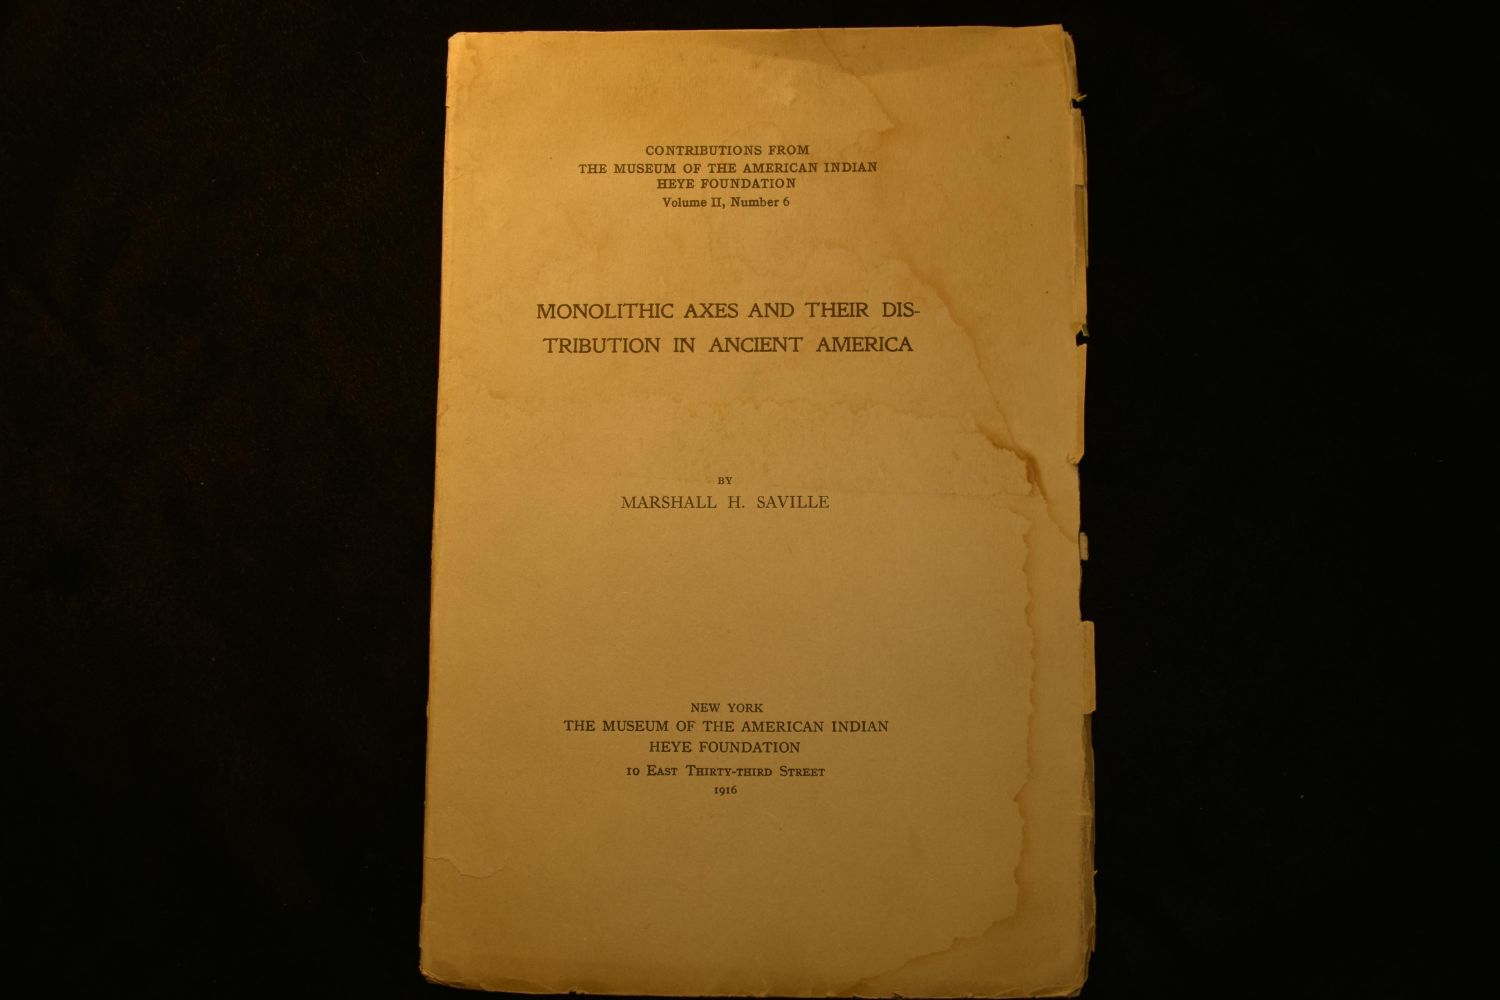 CONTRIBUTIONS FROM
THE MUSEUM OF THE AMERICAN INDIAN
HEYE FOUNDATION
Volume II, Number 6
MONOLITHIC AXES AND THEIR DIS-
TRIBUTION IN ANCIENT AMERICA
BY
MARSHALL H. SAVILLE
NEW YORK
THE MUSEUM OF THE AMERICAN INDIAN
HEYE FOUNDATION
10 EAST THIRTY-THIRD STREET
1916